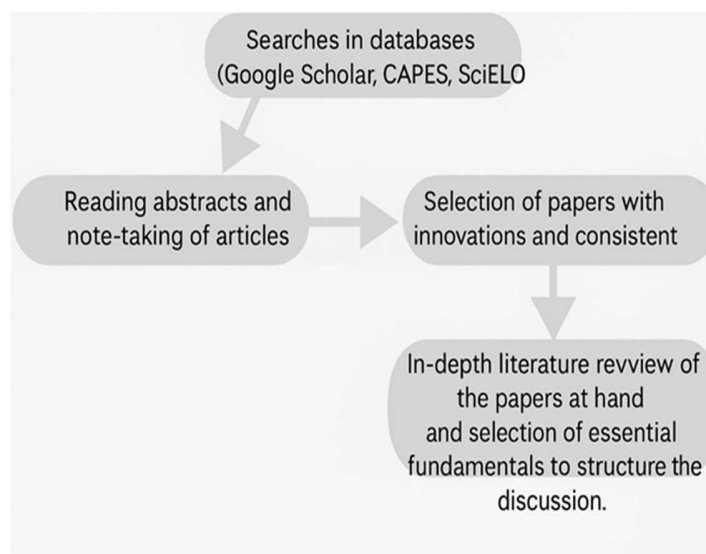 Searches in databases
(Google Scholar, CAPES, SciELO
Reading abstracts and
note-taking of articles
Selection of papers with
innovations and consistent
In-depth literature revview of
the papers at hand
and selection of essential
fundamentals to structure the
discussion.